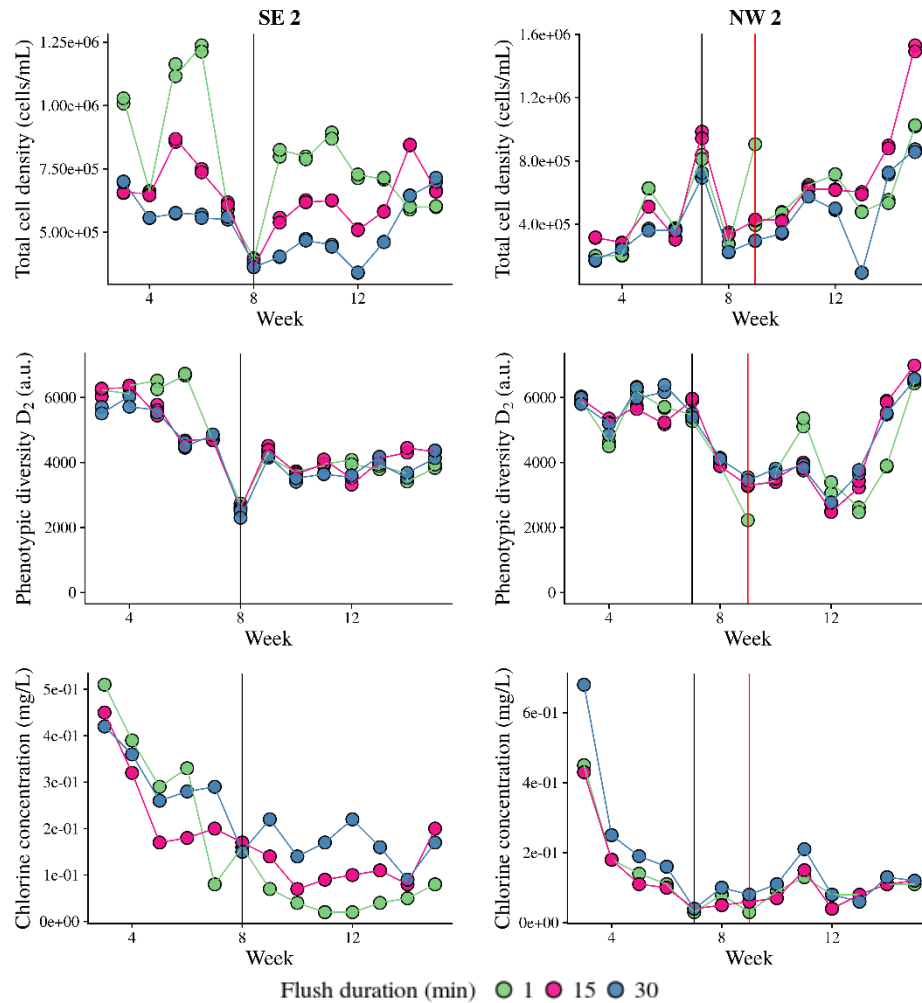 SE 2
NW 2
Total cell density (cells/mL)
1.25e+06
1.00e+06
7.50e+05
5.00e+05
4
8
12
Week
Total cell density (cells/mL)
1.6e+06
1.2e+06
8.0e+05
4.0e+05
4
8
12
Week
Phenotypic diversity D₂ (a.u.)
6000
4000
2000
0
4
8
12
Week
Phenotypic diversity D₂ (a.u.)
6000
4000
2000
0
4
8
12
Week
Chlorine concentration (mg/L)
5e-01
4e-01
3e-01
2e-01
1e-01
0e+00
4
8
12
Week
Chlorine concentration (mg/L)
6e-01
4e-01
2e-01
0e+00
4
8
12
Week
Flush duration (min) 1 15 30